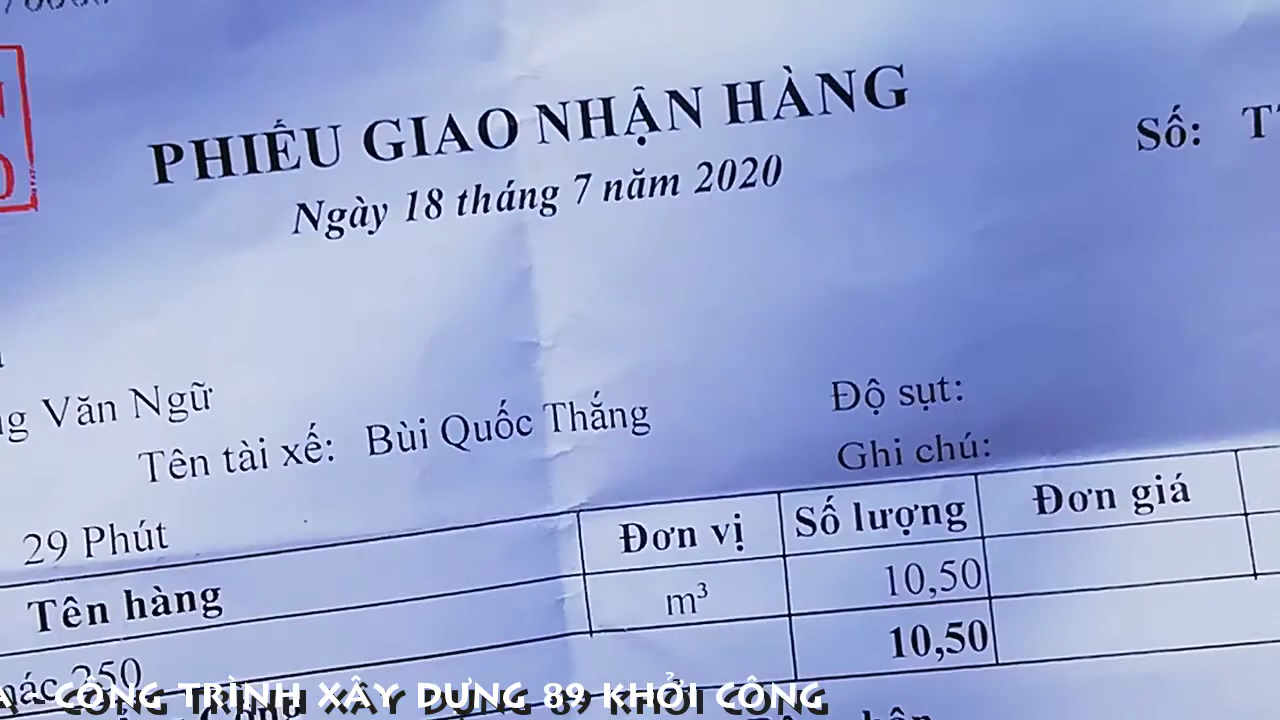 PHIẾU GIAO NHẬN HÀNG
Số:
Ngày 18 tháng 7 năm 2020
Văn Ngữ
Độ sụt:
Tên tài xế: Bùi Quốc Thắng
Ghi chú:
29 Phút
Tên hàng Đơn vị Số lượng Đơn giá
250 m³ 10,50
10,50
CÔNG TRÌNH XÂY DỰNG 89 KHỞI CÔNG